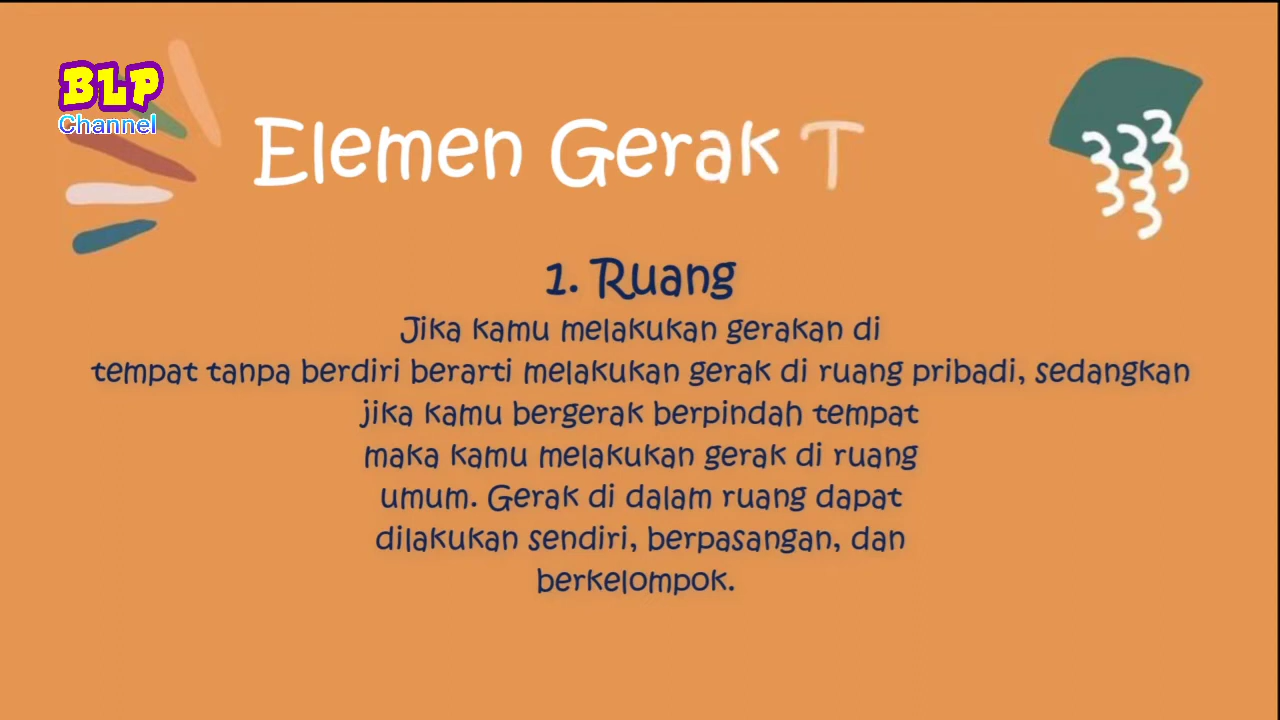 BLP
Channel
Elemen Gerak T
1. Ruang
Jika kamu melakukan gerakan di
tempat tanpa berdiri berarti melakukan gerak di ruang pribadi, sedangkan
jika kamu bergerak berpindah tempat
maka kamu melakukan gerak di ruang
umum. Gerak di dalam ruang dapat
dilakukan sendiri, berpasangan, dan
berkelompok.